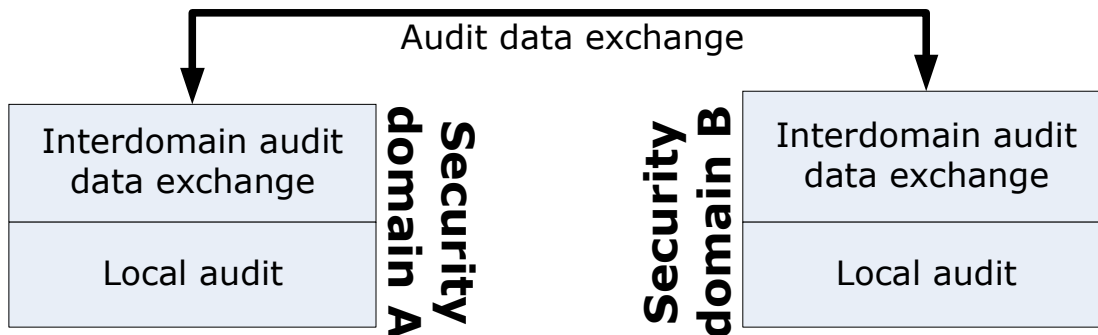 Audit data exchange
Interdomain audit
data exchange
Local audit
Security
domain A
Security
domain B
Interdomain audit
data exchange
Local audit